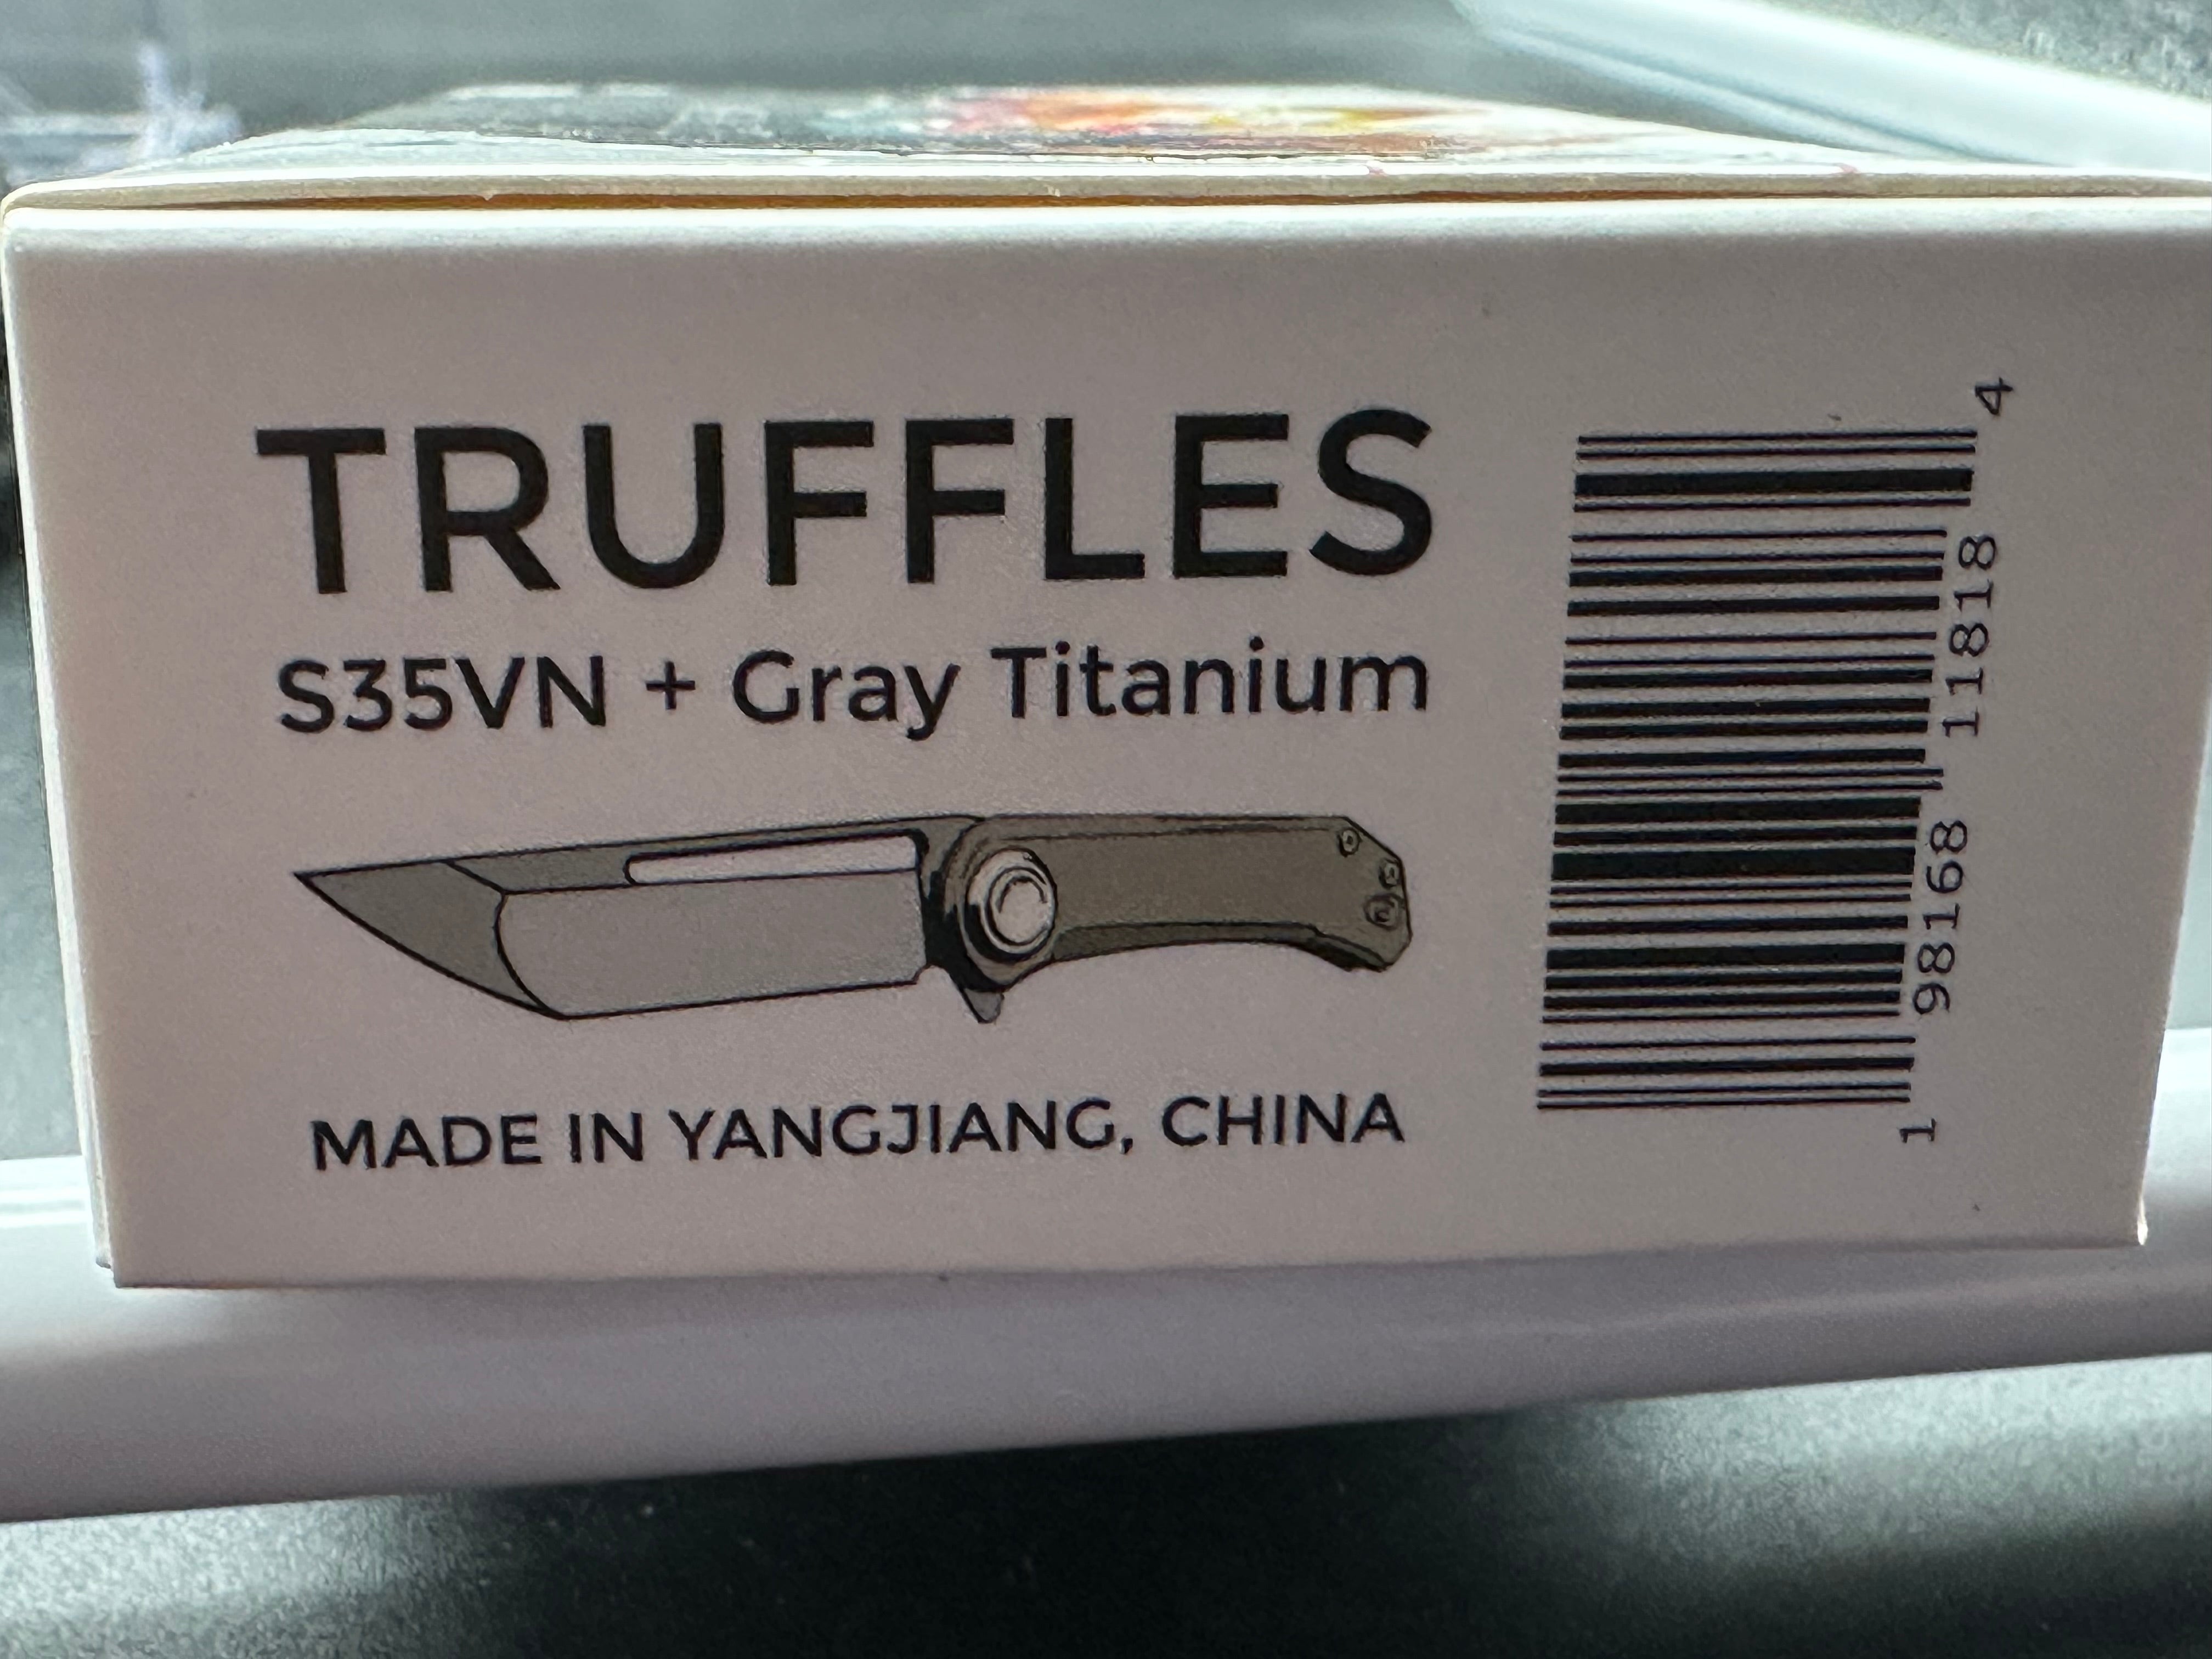 TRUFFLES
S35VN + Gray Titanium
MADE IN YANGJIANG, CHINA
1 98168 11818 4